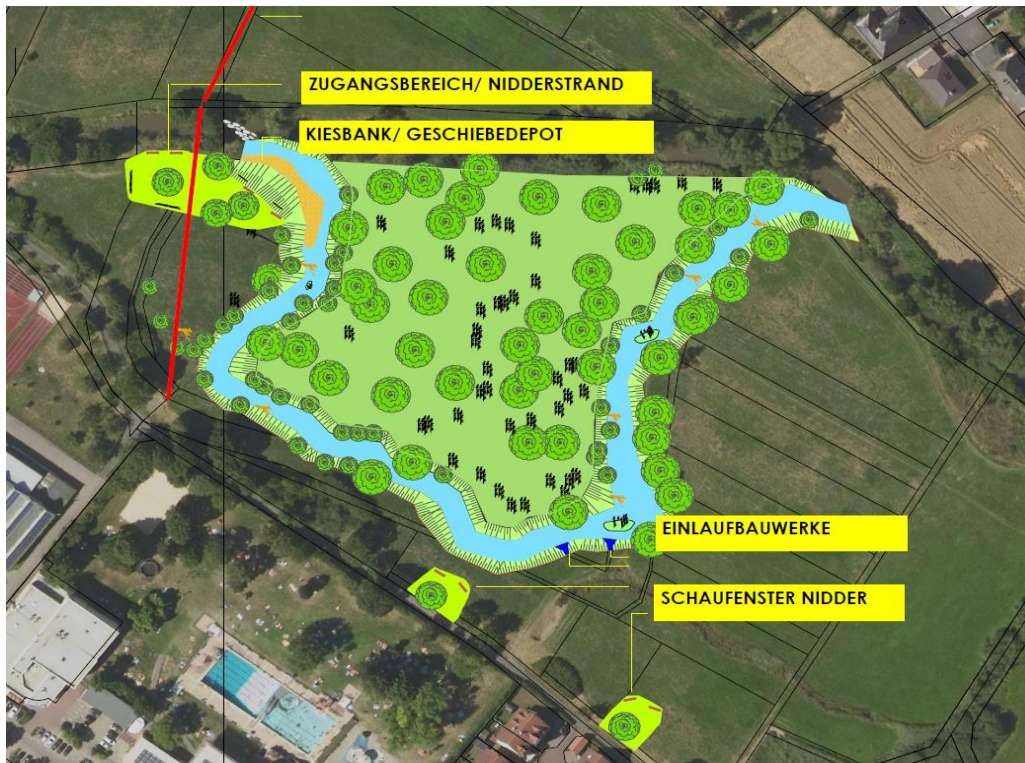 ZUGANGSBEREICH/ NIDDERSTRAND
KIESBANK/ GESCHIEBEDEPOT
EINLAUFBAUWERKE
SCHAUFENSTER NIDDER